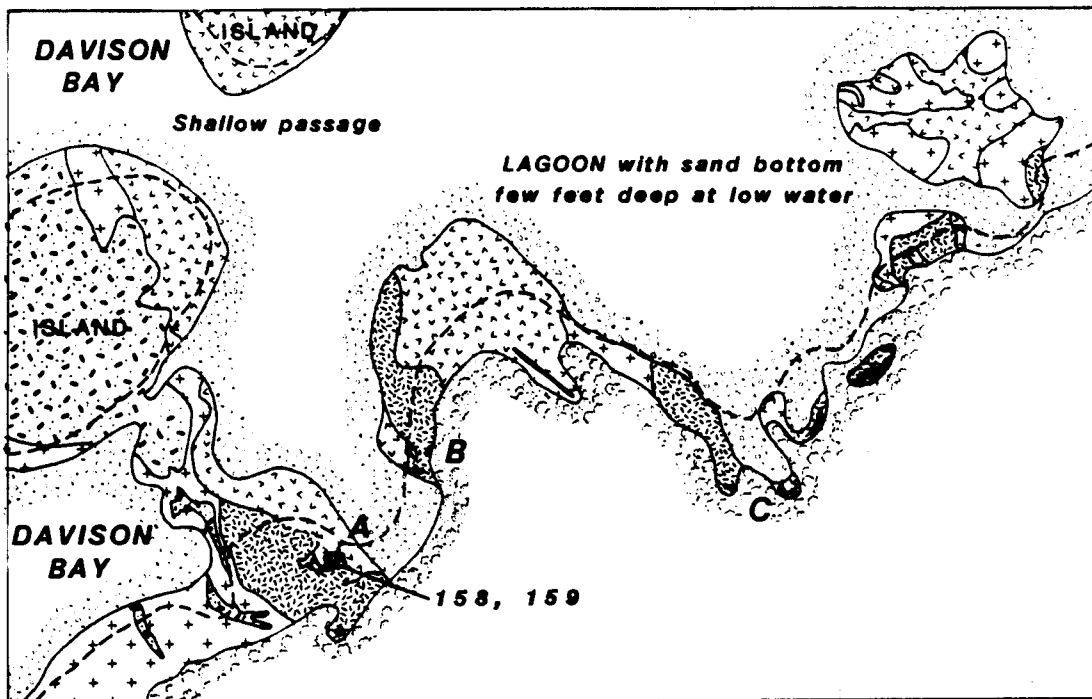 ISLAND
DAVISON
BAY
Shallow passage
LAGOON with sand bottom
few feet deep at low water
ISLAND
B
C
A
DAVISON
BAY
158, 159